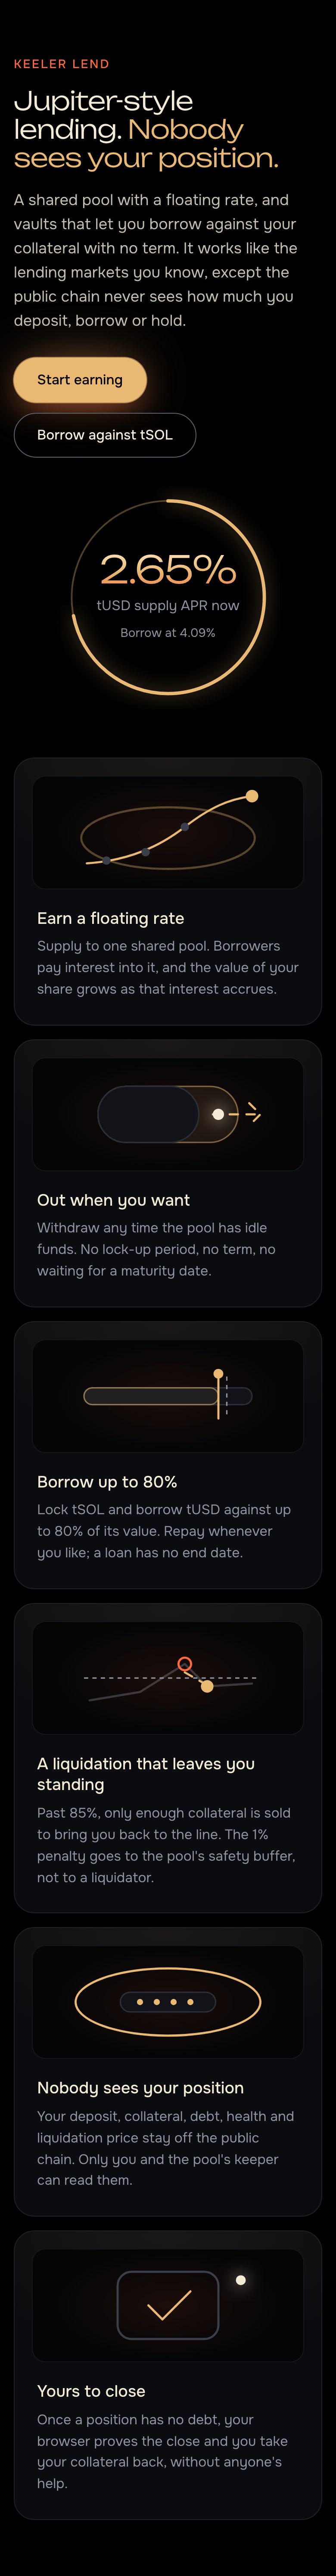 KEELER LEND
Jupiter-style
lending. Nobody
sees your position.
A shared pool with a floating rate, and
vaults that let you borrow against your
collateral with no term. It works like the
lending markets you know, except the
public chain never sees how much you
deposit, borrow or hold.
Start earning
Borrow against tSOL
2.65%
tUSD supply APR now
Borrow at 4.09%
Earn a floating rate
Supply to one shared pool. Borrowers
pay interest into it, and the value of your
share grows as that interest accrues.
Out when you want
Withdraw any time the pool has idle
funds. No lock-up period, no term, no
waiting for a maturity date.
Borrow up to 80%
Lock tSOL and borrow tUSD against up
to 80% of its value. Repay whenever
you like; a loan has no end date.
A liquidation that leaves you
standing
Past 85%, only enough collateral is sold
to bring you back to the line. The 1%
penalty goes to the pool's safety buffer,
not to a liquidator.
Nobody sees your position
Your deposit, collateral, debt, health and
liquidation price stay off the public
chain. Only you and the pool's keeper
can read them.
Yours to close
Once a position has no debt, your
browser proves the close and you take
your collateral back, without anyone's
help.